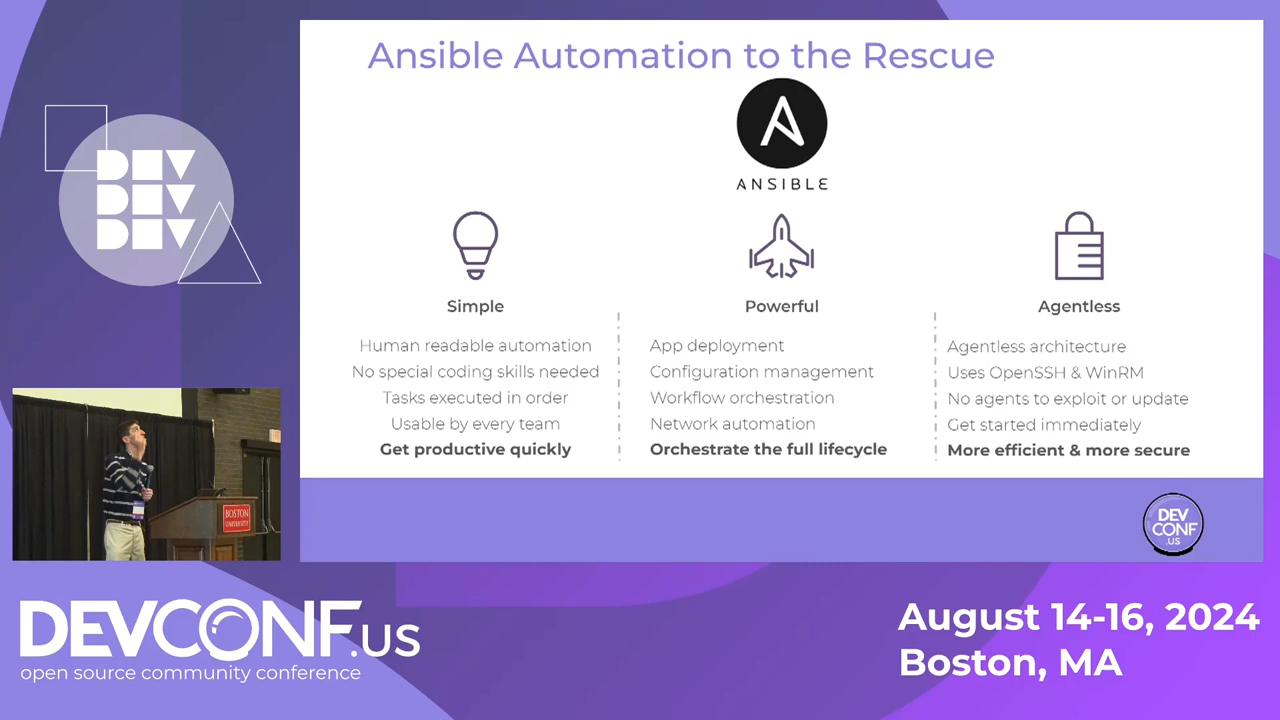 Ansible Automation to the Rescue
ANSIBLE
Simple
Human readable automation
No special coding skills needed
Tasks executed in order
Usable by every team
Get productive quickly
Powerful
App deployment
Configuration management
Workflow orchestration
Network automation
Orchestrate the full lifecycle
Agentless
Agentless architecture
Uses OpenSSH & WinRM
No agents to exploit or update
Get started immediately
More efficient & more secure
DEV
CONF
.US
DEV
DEV
DEV
BOSTON
UNIVERSITY
DEVCONF.US
open source community conference
August 14-16, 2024
Boston, MA